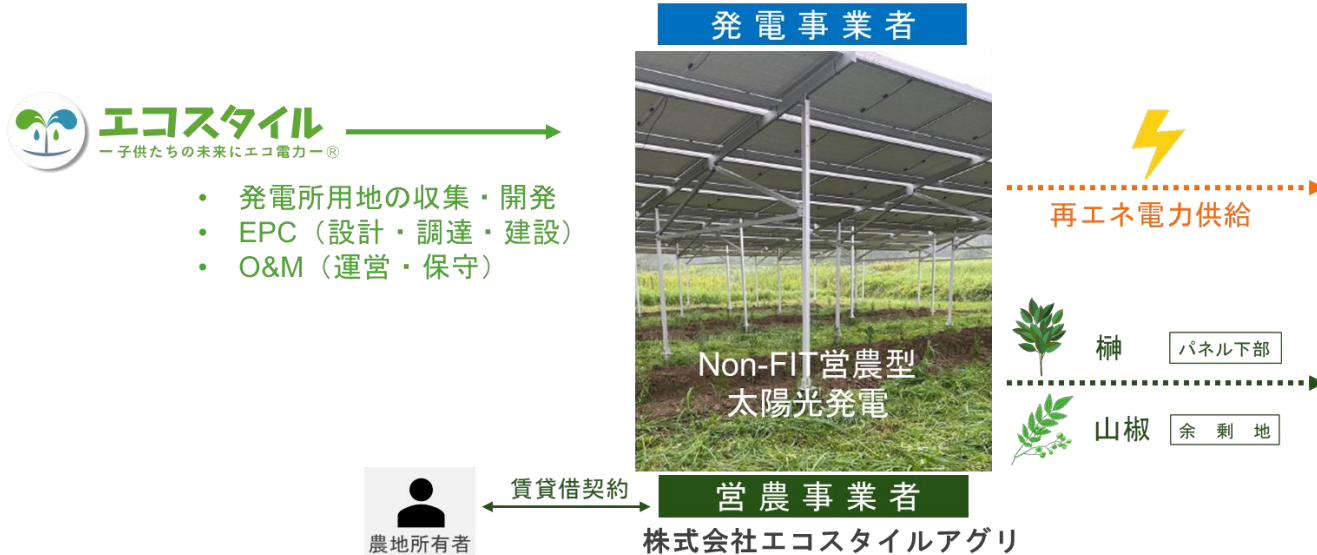 発電事業者
エコスタイル
ー子供たちの未来にエコ電力ー®
• 発電所用地の収集・開発
• EPC（設計・調達・建設）
• O&M（運営・保守）
再エネ電力供給
榊 パネル下部
山椒 余剰地
Non-FIT営農型
太陽光発電
農地所有者
賃貸借契約
営農事業者
株式会社エコスタイルアグリ